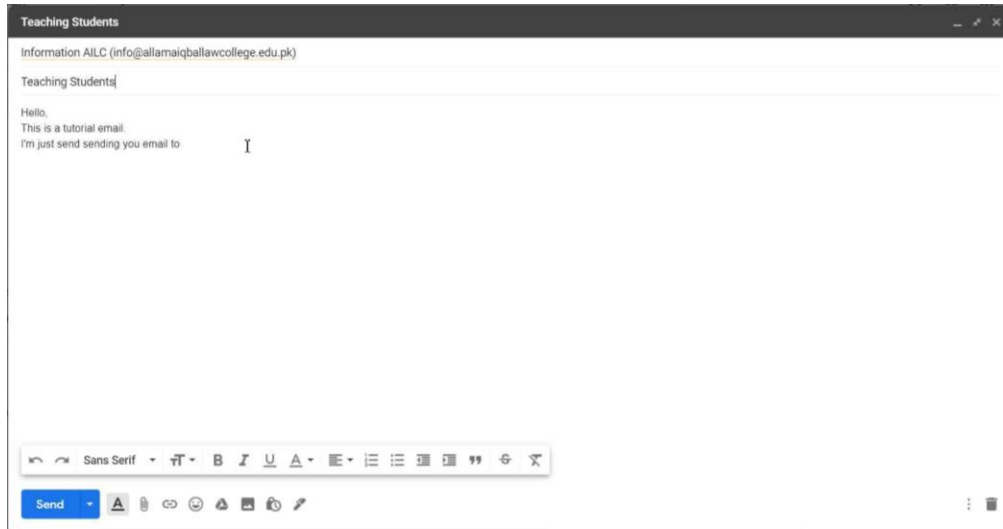 Teaching Students
Information AILC (info@allamaiqballawcollege.edu.pk)
Teaching Students
Hello,
This is a tutorial email.
I'm just send sending you email to
Sans Serif
Send